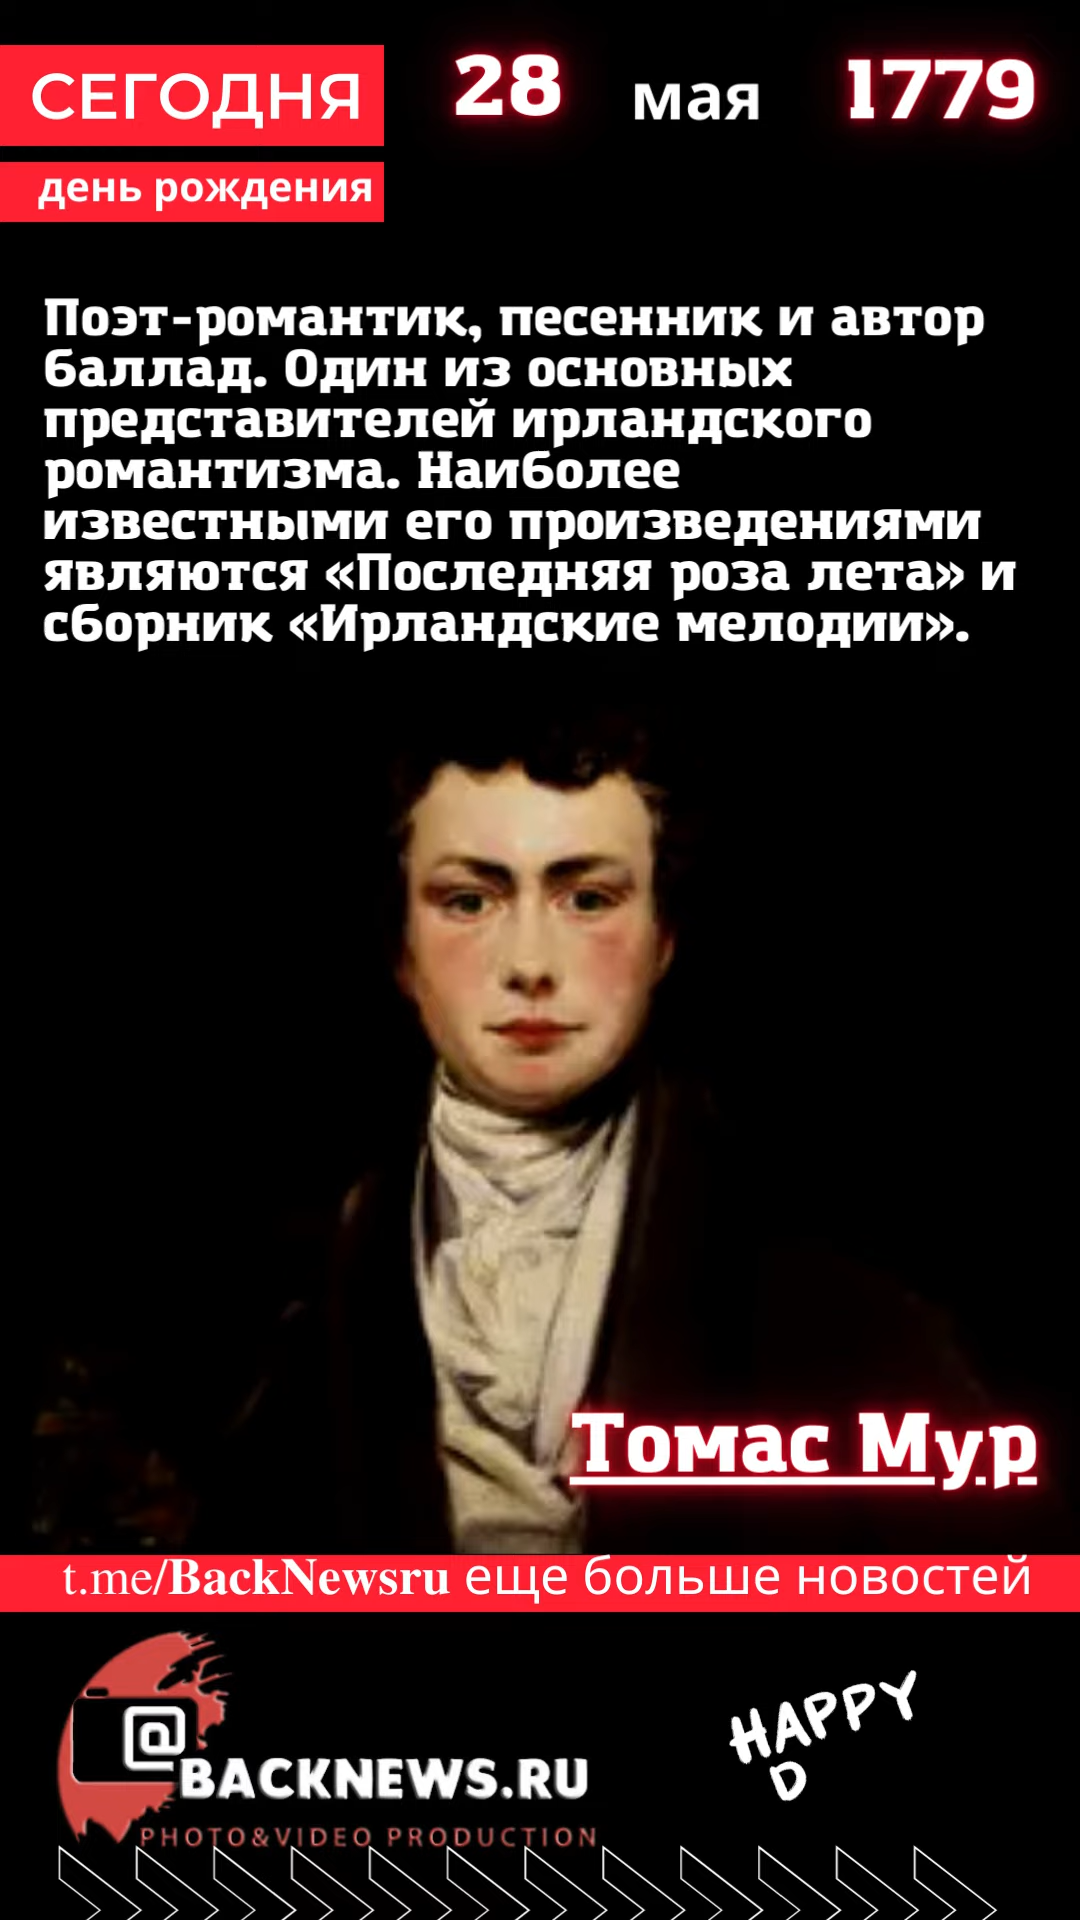 СЕГОДНЯ
28 мая 1779
день рождения
Поэт-романтик, песенник и автор
баллад. Один из основных
представителей ирландского
романтизма. Наиболее
известными его произведениями
являются «Последняя роза лета» и
сборник «Ирландские мелодии».
Томас Мур
t.me/BackNewsru еще больше новостей
@BACKNEWS.RU
PHOTO&VIDEO PRODUCTION
HAPPY
D